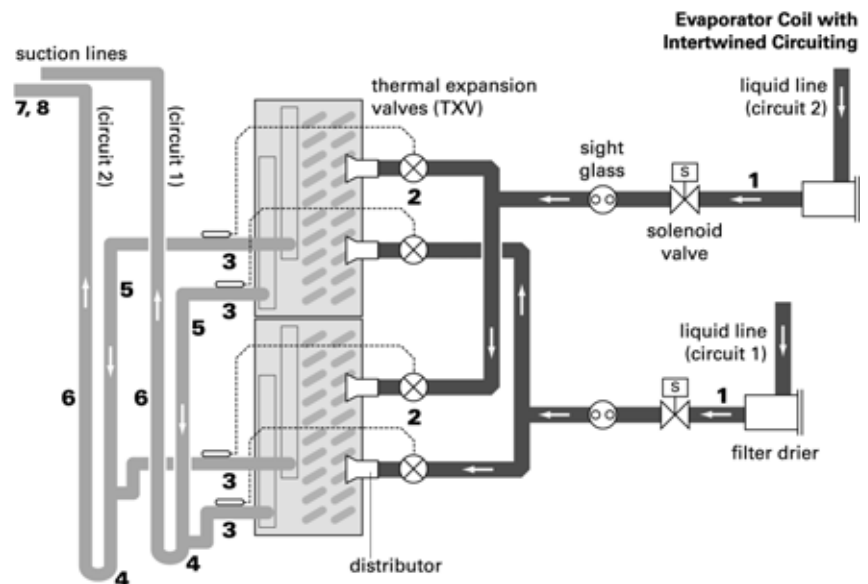 Evaporator Coil with
Intertwined Circuiting
suction lines
7, 8
(circuit 2)
(circuit 1)
thermal expansion
valves (TXV)
liquid line
(circuit 2)
sight
glass
S
1
2
solenoid
valve
3
5
3
5
liquid line
(circuit 1)
S
1
6
6
2
filter drier
3
3
4
4
distributor